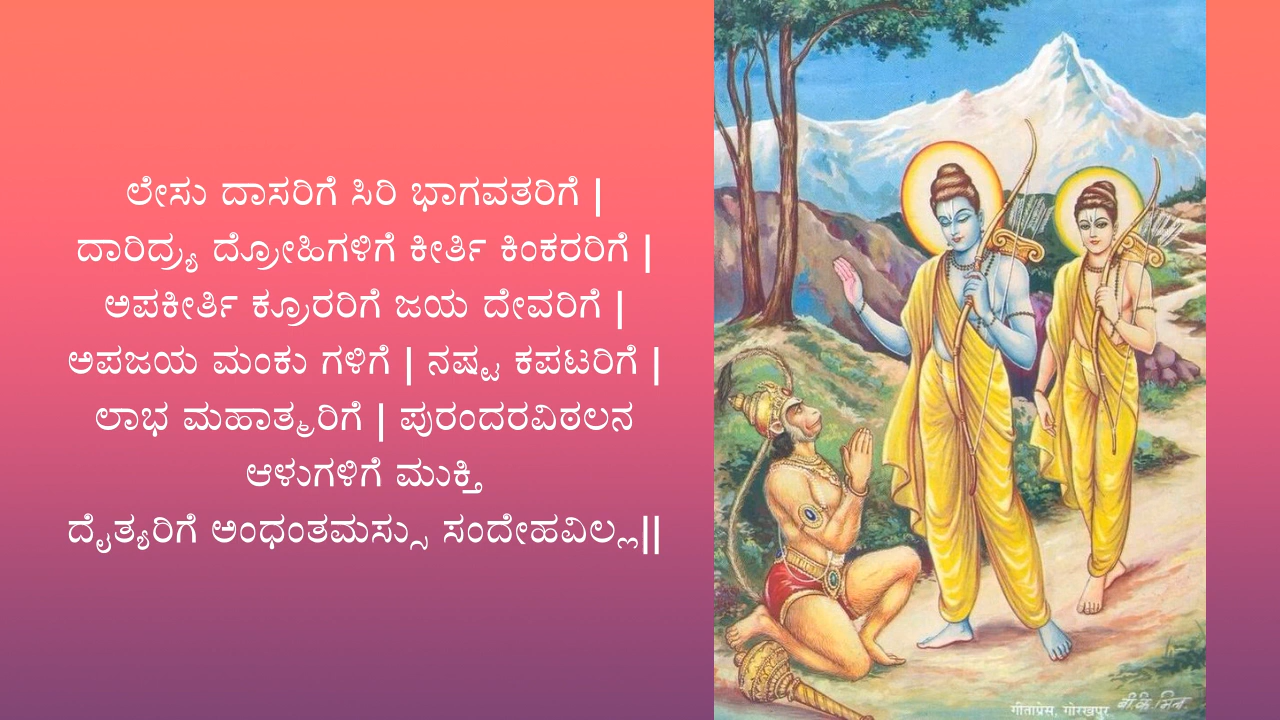 ಲೇಸು ದಾಸರಿಗೆ ಸಿರಿ ಭಾಗವತರಿಗೆ |
ದಾರಿದ್ರ್ಯ ದ್ರೋಹಿಗಳಿಗೆ ಕೀರ್ತಿ ಕಿಂಕರರಿಗೆ |
ಅಪಕೀರ್ತಿ ಕ್ರೂರರಿಗೆ ಜಯ ದೇವರಿಗೆ |
ಅಪಜಯ ಮಂಕು ಗಳಿಗೆ | ನಷ್ಟ ಕಪಟರಿಗೆ |
ಲಾಭ ಮಹಾತ್ಮರಿಗೆ | ಪುರಂದರವಿಠಲನ
ಆಳುಗಳಿಗೆ ಮುಕ್ತಿ
ದೈತ್ಯರಿಗೆ ಅಂಧಂತಮಸ್ಸು ಸಂದೇಹವಿಲ್ಲ||
गीताप्रेस, गोरखपुर बी.के.मित्र.